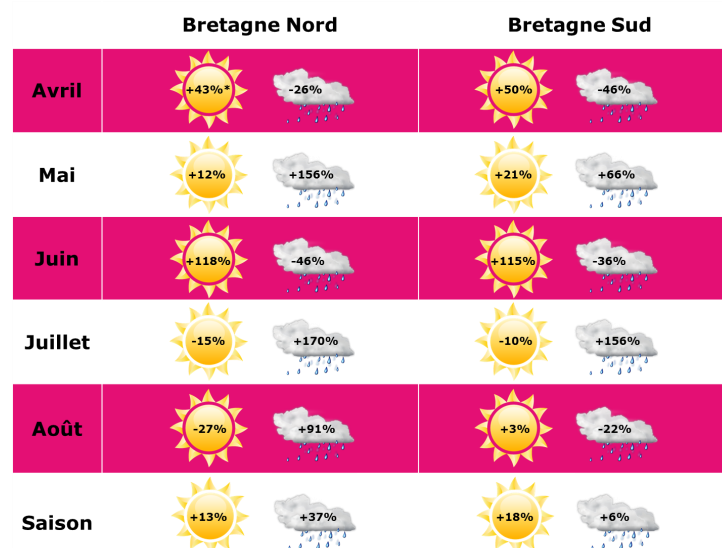 Bretagne Nord Bretagne Sud
Avril +43%* -26% +50% -46%
Mai +12% +156% +21% +66%
Juin +118% -46% +115% -36%
Juillet -15% +170% -10% +156%
Août -27% +91% +3% -22%
Saison +13% +37% +18% +6%